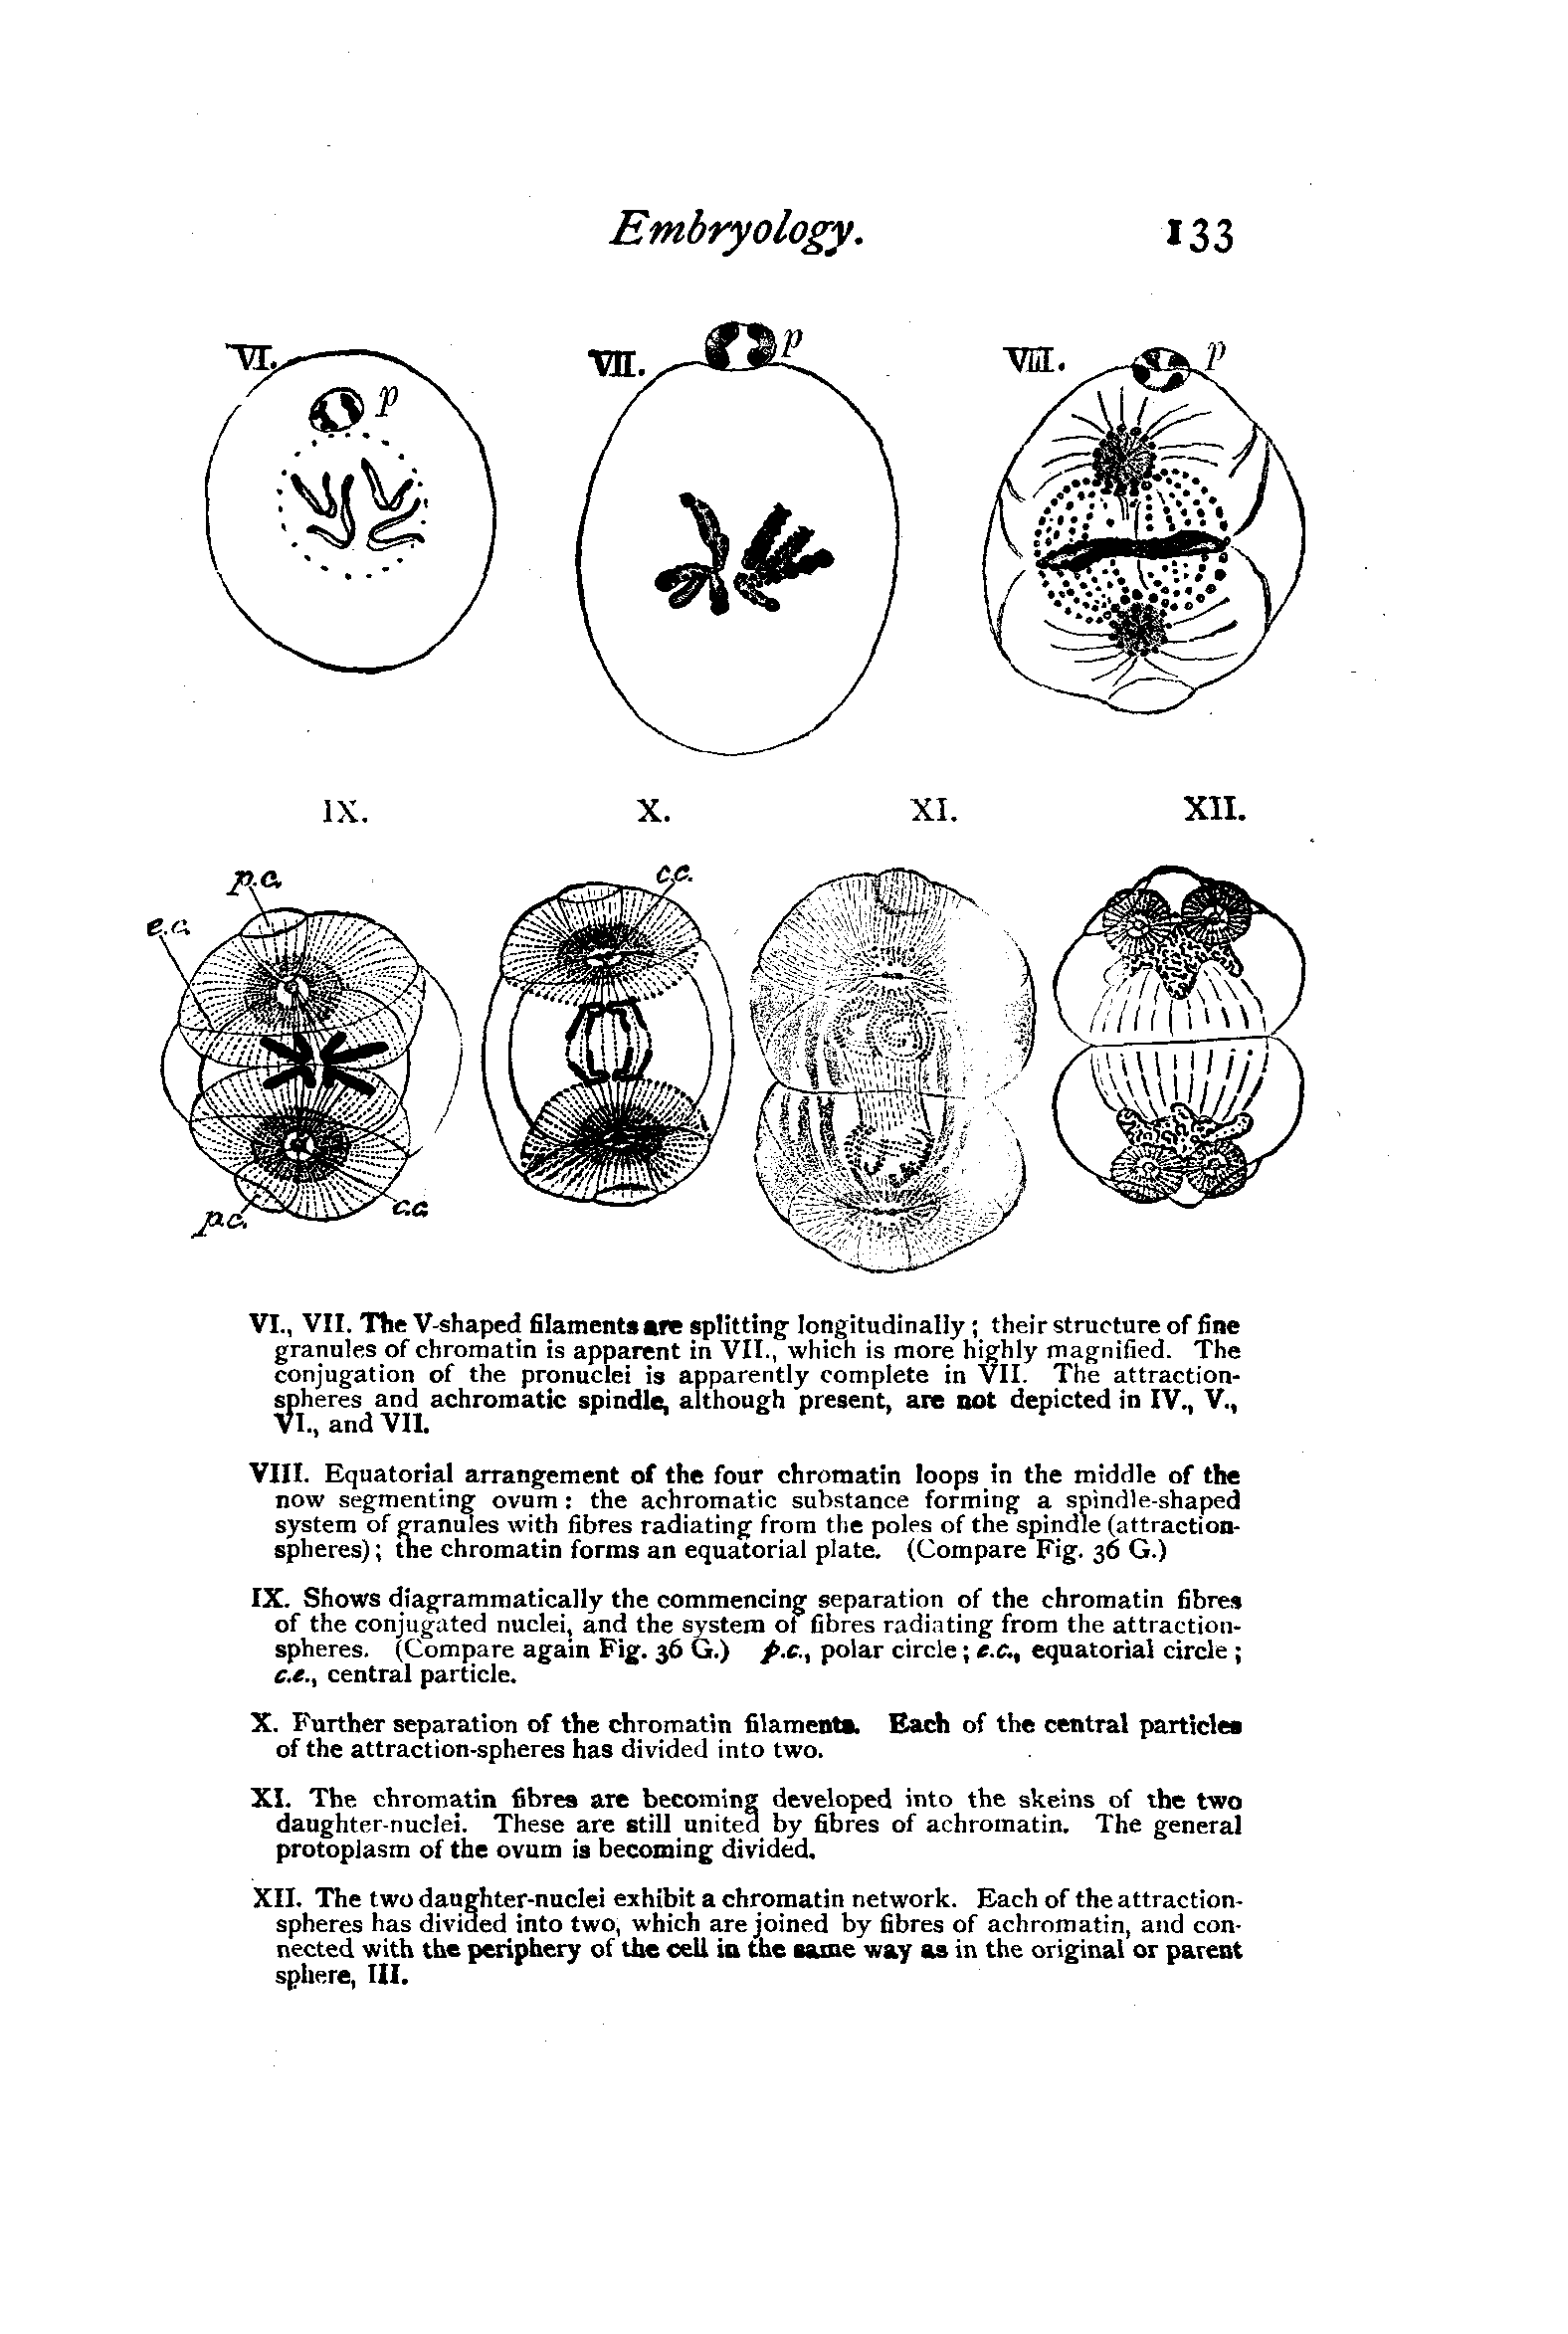 Embryology. 133
VI. VII. p VIII. p
p
IX. X. XI. XII.
p.c. c.c.
e.c.
p.c. c.c.
VI., VII. The V-shaped filaments are splitting longitudinally; their structure of fine
granules of chromatin is apparent in VII., which is more highly magnified. The
conjugation of the pronuclei is apparently complete in VII. The attraction-
spheres and achromatic spindle, although present, are not depicted in IV., V.,
VI., and VII.
VIII. Equatorial arrangement of the four chromatin loops in the middle of the
now segmenting ovum: the achromatic substance forming a spindle-shaped
system of granules with fibres radiating from the poles of the spindle (attraction-
spheres); the chromatin forms an equatorial plate. (Compare Fig. 36 G.)
IX. Shows diagrammatically the commencing separation of the chromatin fibres
of the conjugated nuclei, and the system of fibres radiating from the attraction-
spheres. (Compare again Fig. 36 G.) p.c., polar circle; e.c., equatorial circle;
c.c., central particle.
X. Further separation of the chromatin filaments. Each of the central particles
of the attraction-spheres has divided into two.
XI. The chromatin fibres are becoming developed into the skeins of the two
daughter-nuclei. These are still united by fibres of achromatin. The general
protoplasm of the ovum is becoming divided.
XII. The two daughter-nuclei exhibit a chromatin network. Each of the attraction-
spheres has divided into two, which are joined by fibres of achromatin, and con-
nected with the periphery of the cell in the same way as in the original or parent
sphere, III.